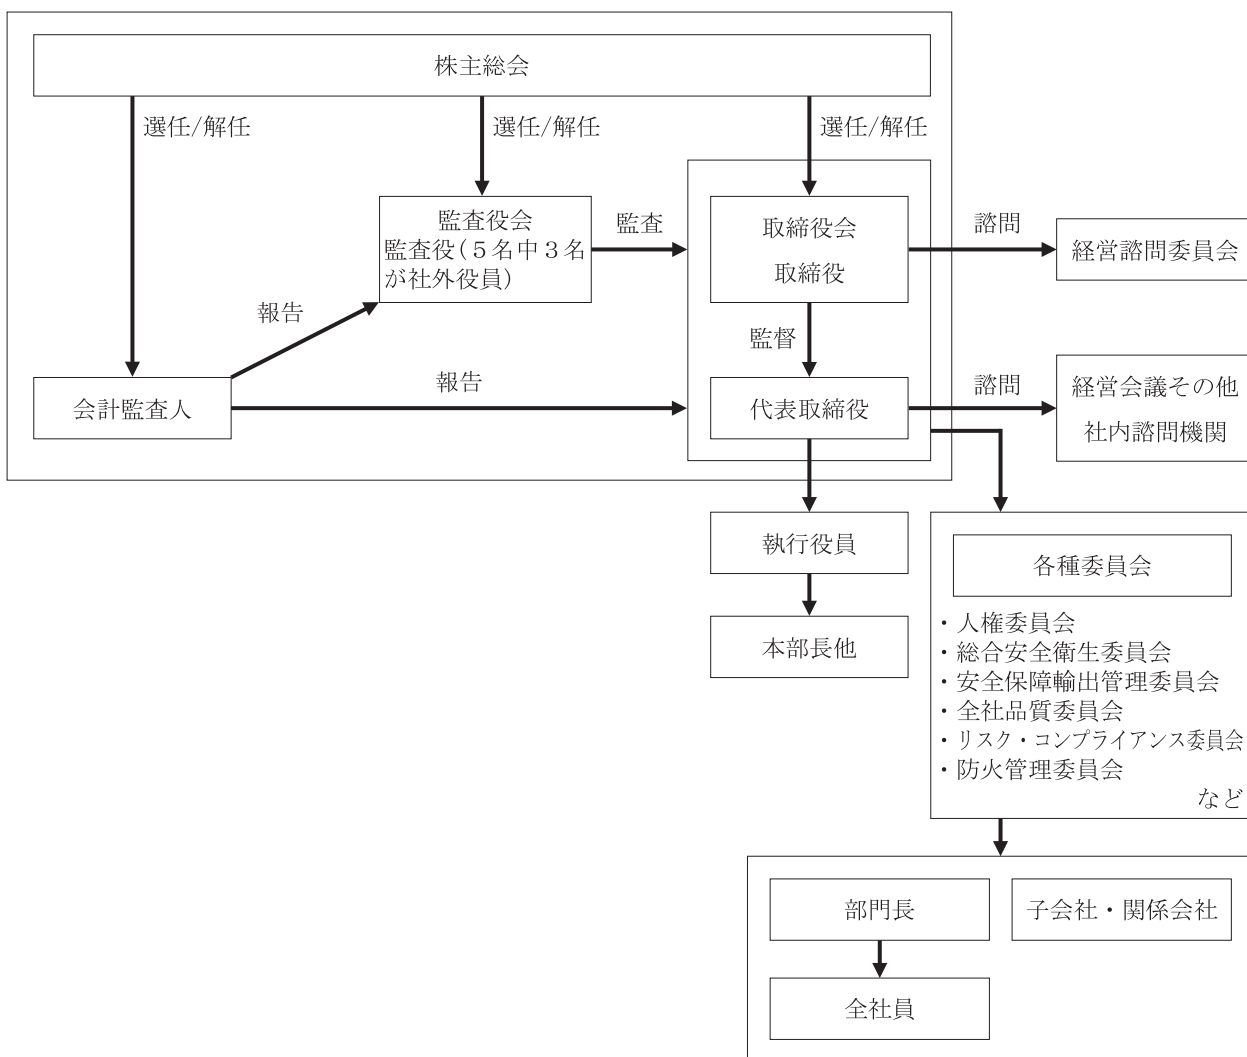 株主総会
選任/解任
選任/解任
選任/解任
監査役会
監査役(5名中3名
が社外役員)
監査
取締役会
取締役
諮問
経営諮問委員会
報告
監督
会計監査人
報告
代表取締役
諮問
経営会議その他
社内諮問機関
執行役員
本部長他
各種委員会
・人権委員会
・総合安全衛生委員会
・安全保障輸出管理委員会
・全社品質委員会
・リスク・コンプライアンス委員会
・防火管理委員会
など
部門長
子会社・関係会社
全社員